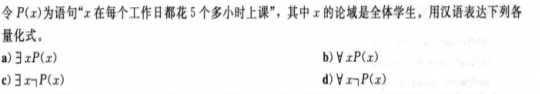 令 P(x)为语句“x 在每个工作日都花 5 个多小时上课”，其中 x 的论域是全体学生。用汉语表达下列各
量化式。
a) ∃xP(x) b) ∀xP(x)
c) ∃x¬P(x) d) ∀x¬P(x)